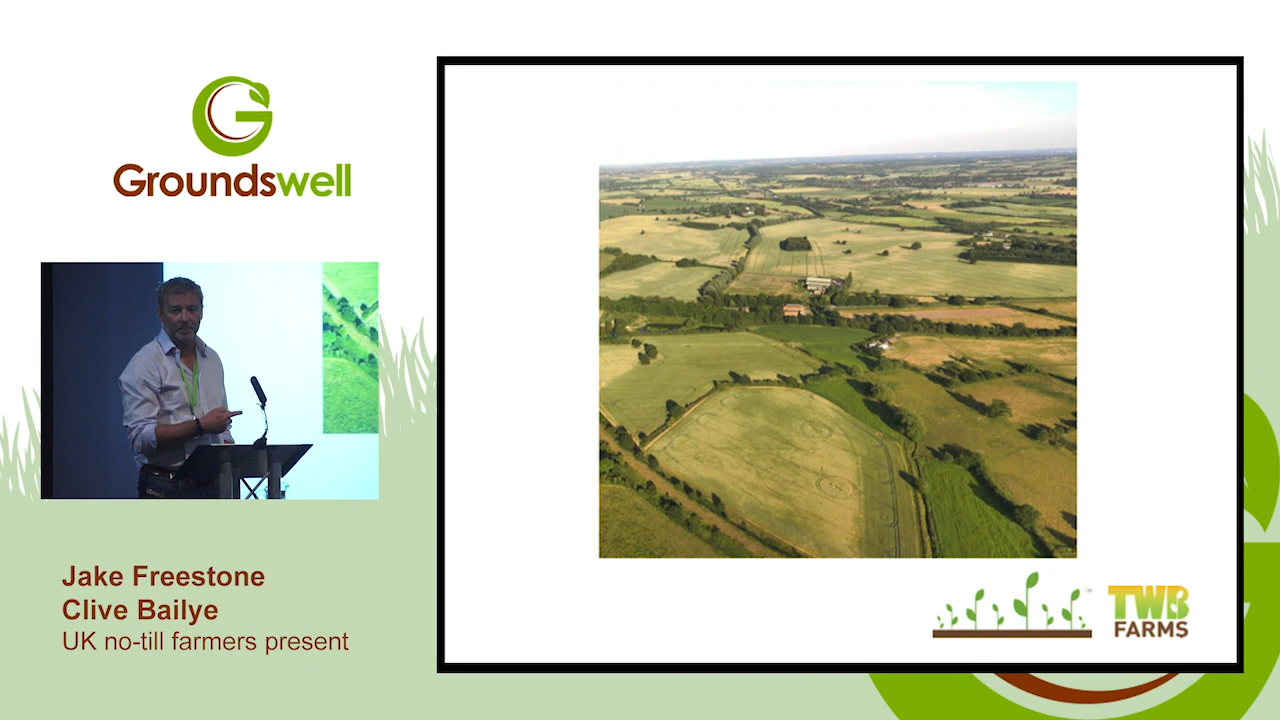 Groundswell
Jake Freestone
Clive Bailye
UK no-till farmers present
TWB
FARMS